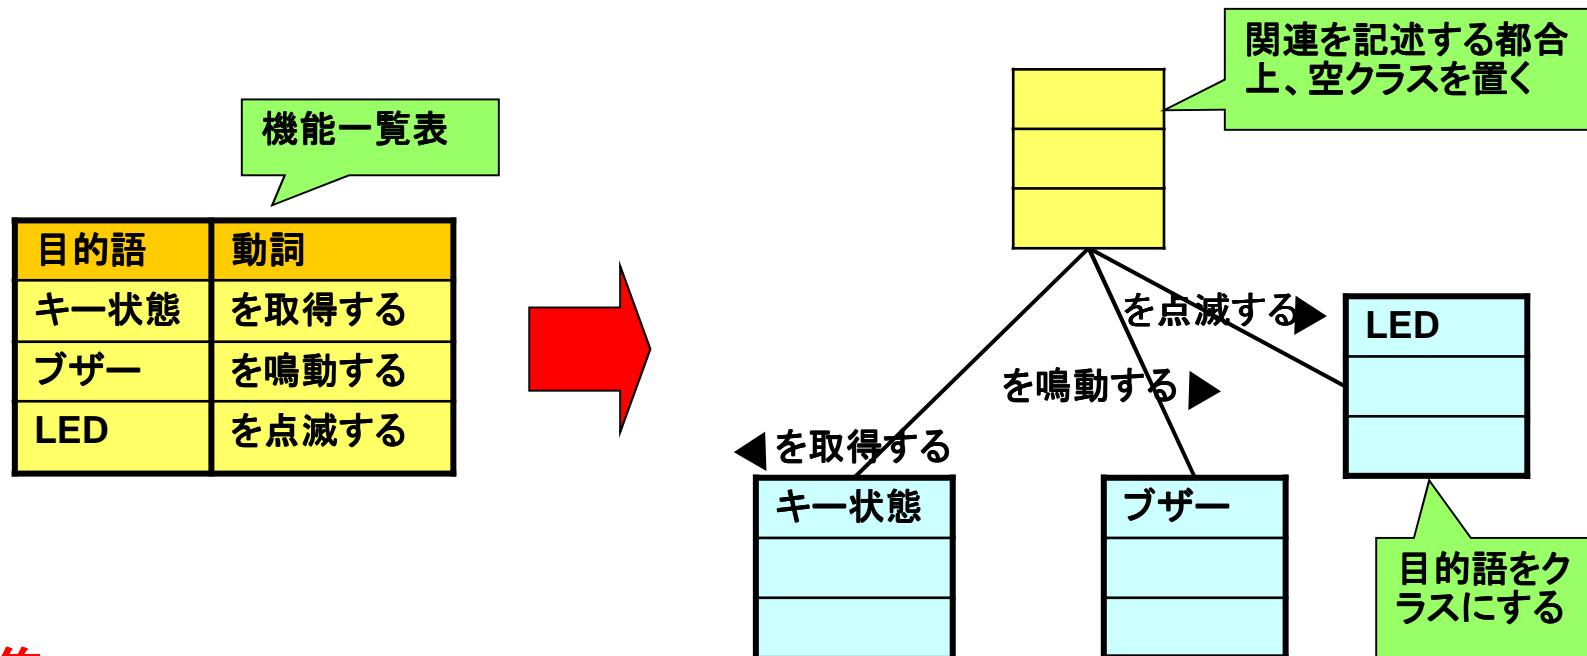 関連を記述する都合
上、空クラスを置く
機能一覧表
目的語 動詞
キー状態 を取得する
ブザー を鳴動する
LED を点滅する
を点滅する
LED
を鳴動する
を取得する
キー状態
ブザー
目的語をク
ラスにする